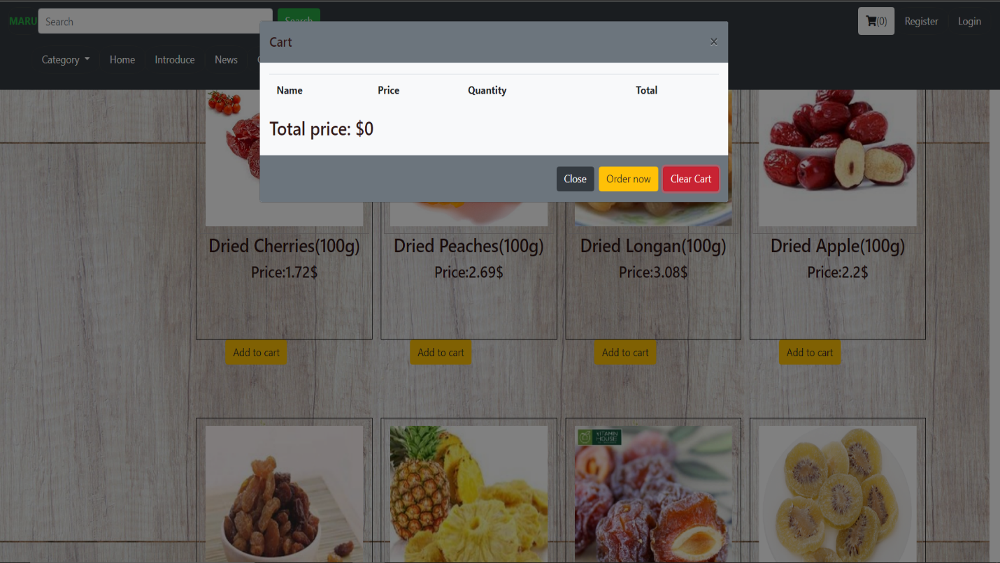 MARU
Search
Search
(0)
Register
Login
Category
Home
Introduce
News
Cart
×
Name
Price
Quantity
Total
Total price: $0
Close
Order now
Clear Cart
Dried Cherries(100g)
Price:1.72$
Add to cart
Dried Peaches(100g)
Price:2.69$
Add to cart
Dried Longan(100g)
Price:3.08$
Add to cart
Dried Apple(100g)
Price:2.2$
Add to cart
VITAMIN
HOUSE